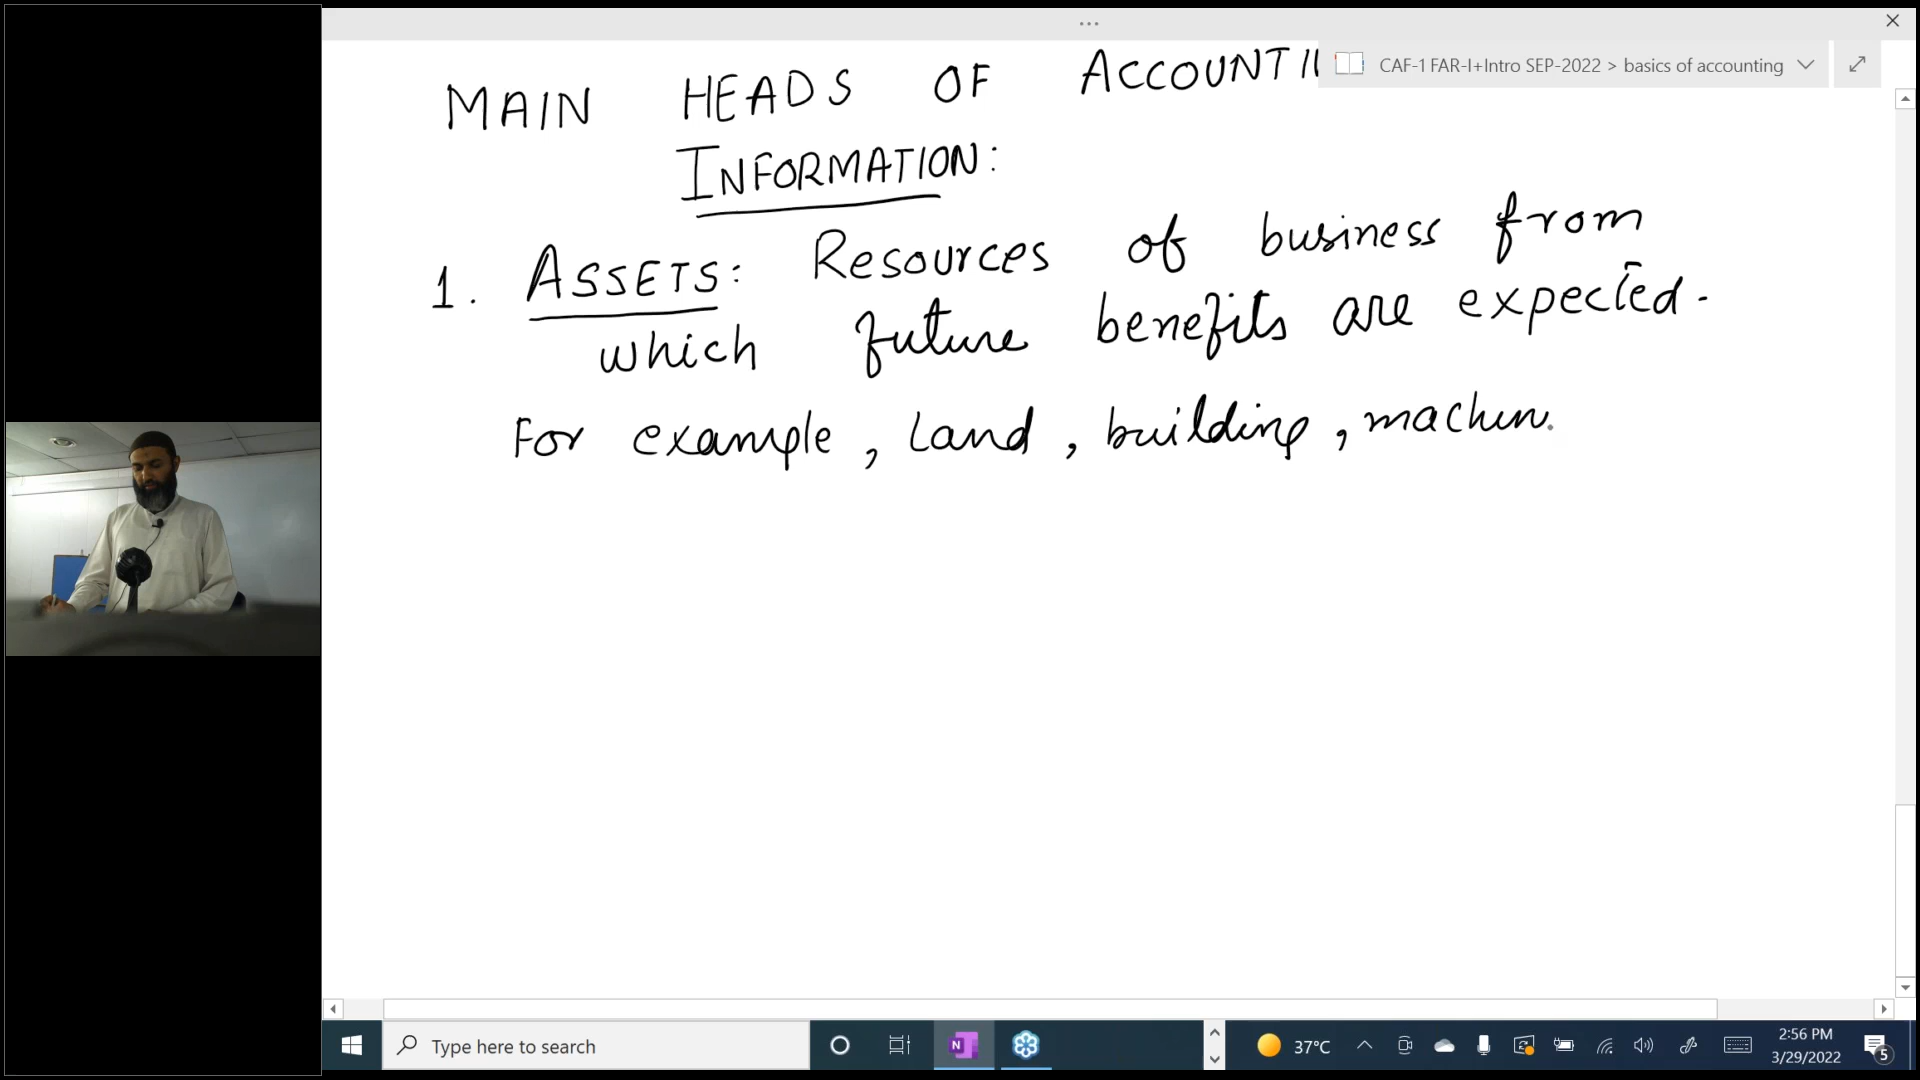 CAF-1 FAR-I+Intro SEP-2022 > basics of accounting
MAIN HEADS OF ACCOUNTI
INFORMATION:
1. ASSETS: Resources of business from
which future benefits are expected.
For example, Land, building, machin.
Type here to search
N
37°C
2:56 PM
3/29/2022
5